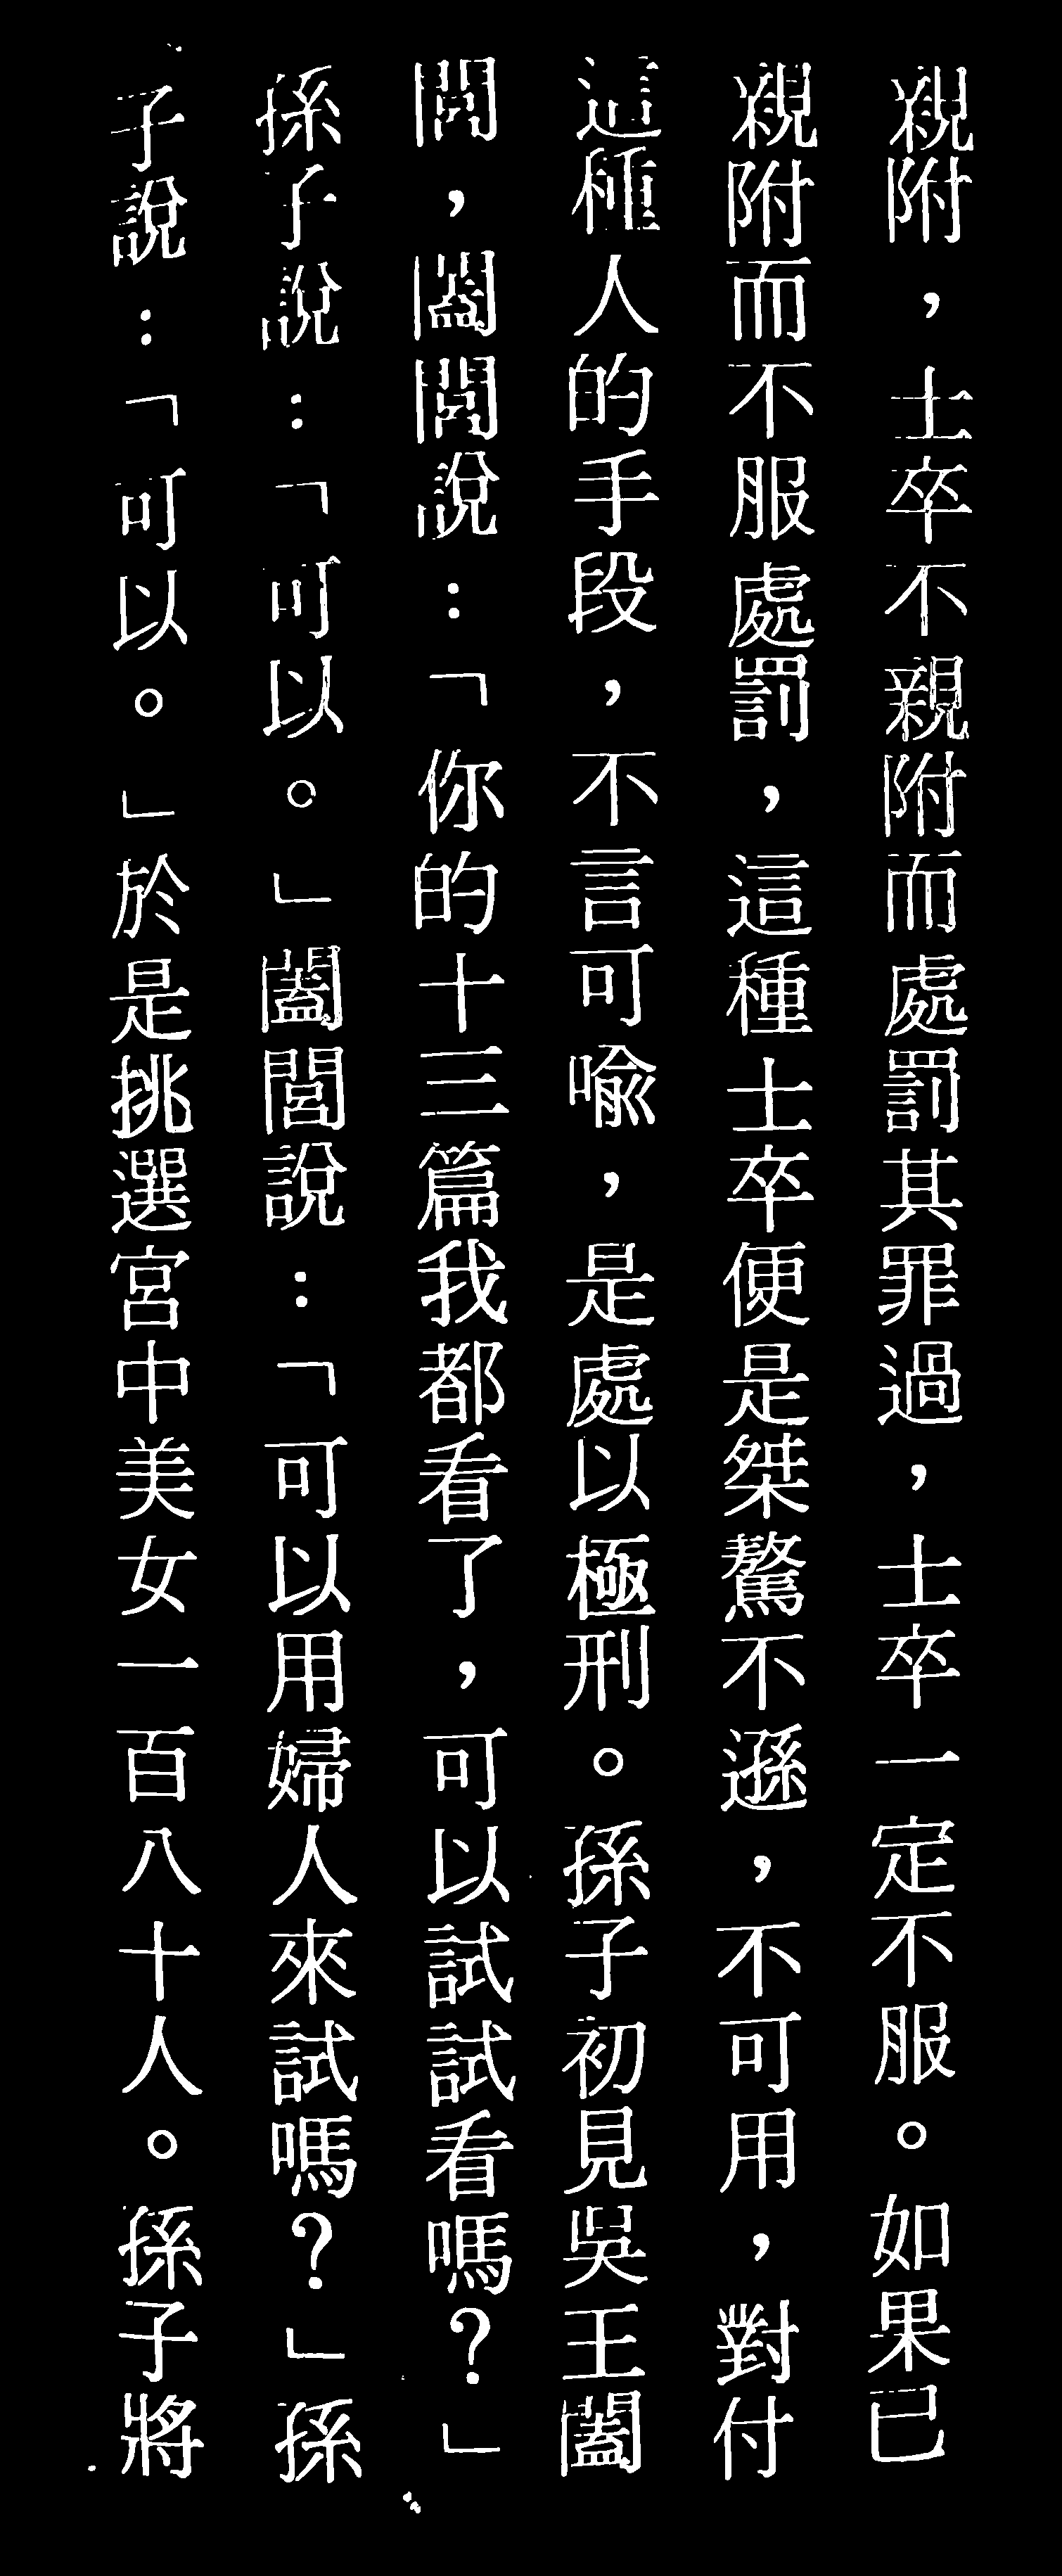 親附，士卒不親附而處罰其罪過，士卒一定不服。如果已
親附而不服處罰，這種士卒便是桀驁不遜，不可用，對付
這種人的手段，不言可喻，是處以極刑。孫子初見吳王闔
閭，闔閭說：「你的十三篇我都看了，可以試試看嗎？」
孫子說：「可以。」闔閭說：「可以用婦人來試嗎？」孫
子說：「可以。」於是挑選宮中美女一百八十人。孫子將